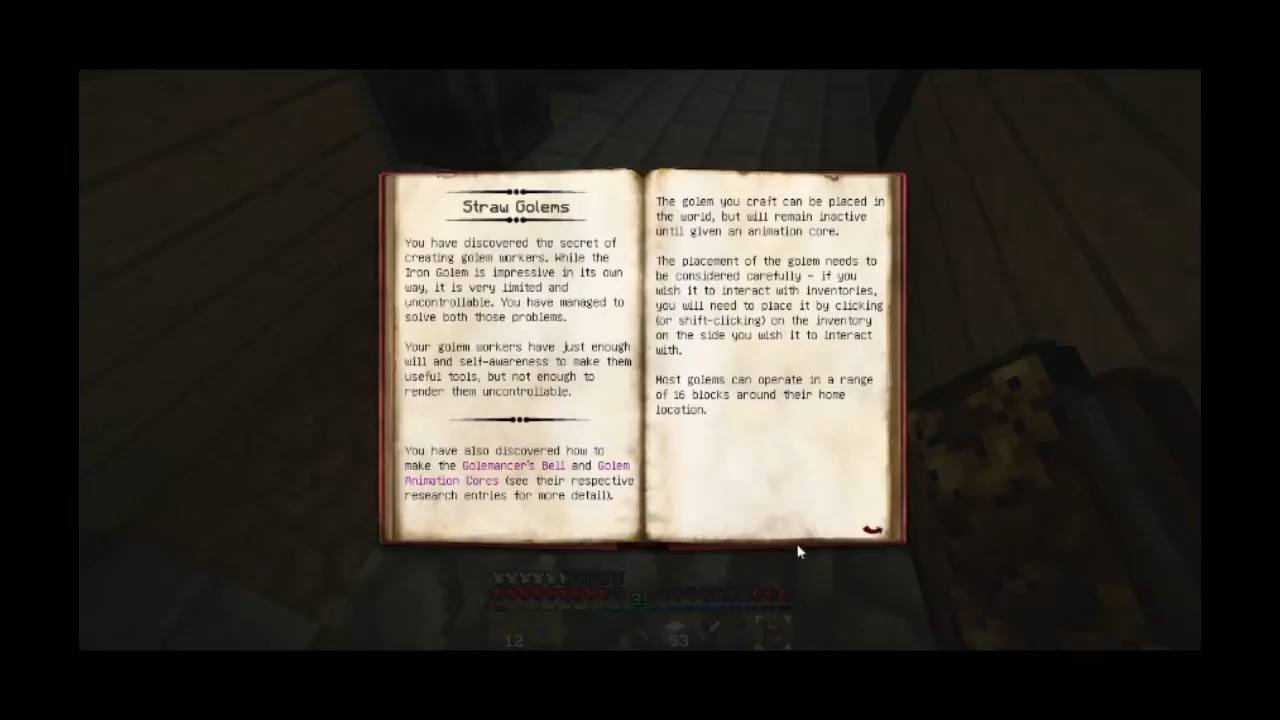 Straw Golems
You have discovered the secret of
creating golem workers. While the
Iron Golem is impressive in its own
way, it is very limited and
uncontrollable. You have managed to
solve both those problems.
Your golem workers have just enough
will and self-awareness to make them
useful tools, but not enough to
render them uncontrollable.
You have also discovered how to
make the Golemancer's Bell and Golem
Animation Cores (see their respective
research entries for more detail).
The golem you craft can be placed in
the world, but will remain inactive
until given an animation core.
The placement of the golem needs to
be considered carefully - if you
wish it to interact with inventories,
you will need to place it by clicking
(or shift-clicking) on the inventory
on the side you wish it to interact
with.
Most golems can operate in a range
of 16 blocks around their home
location.
31
12 53